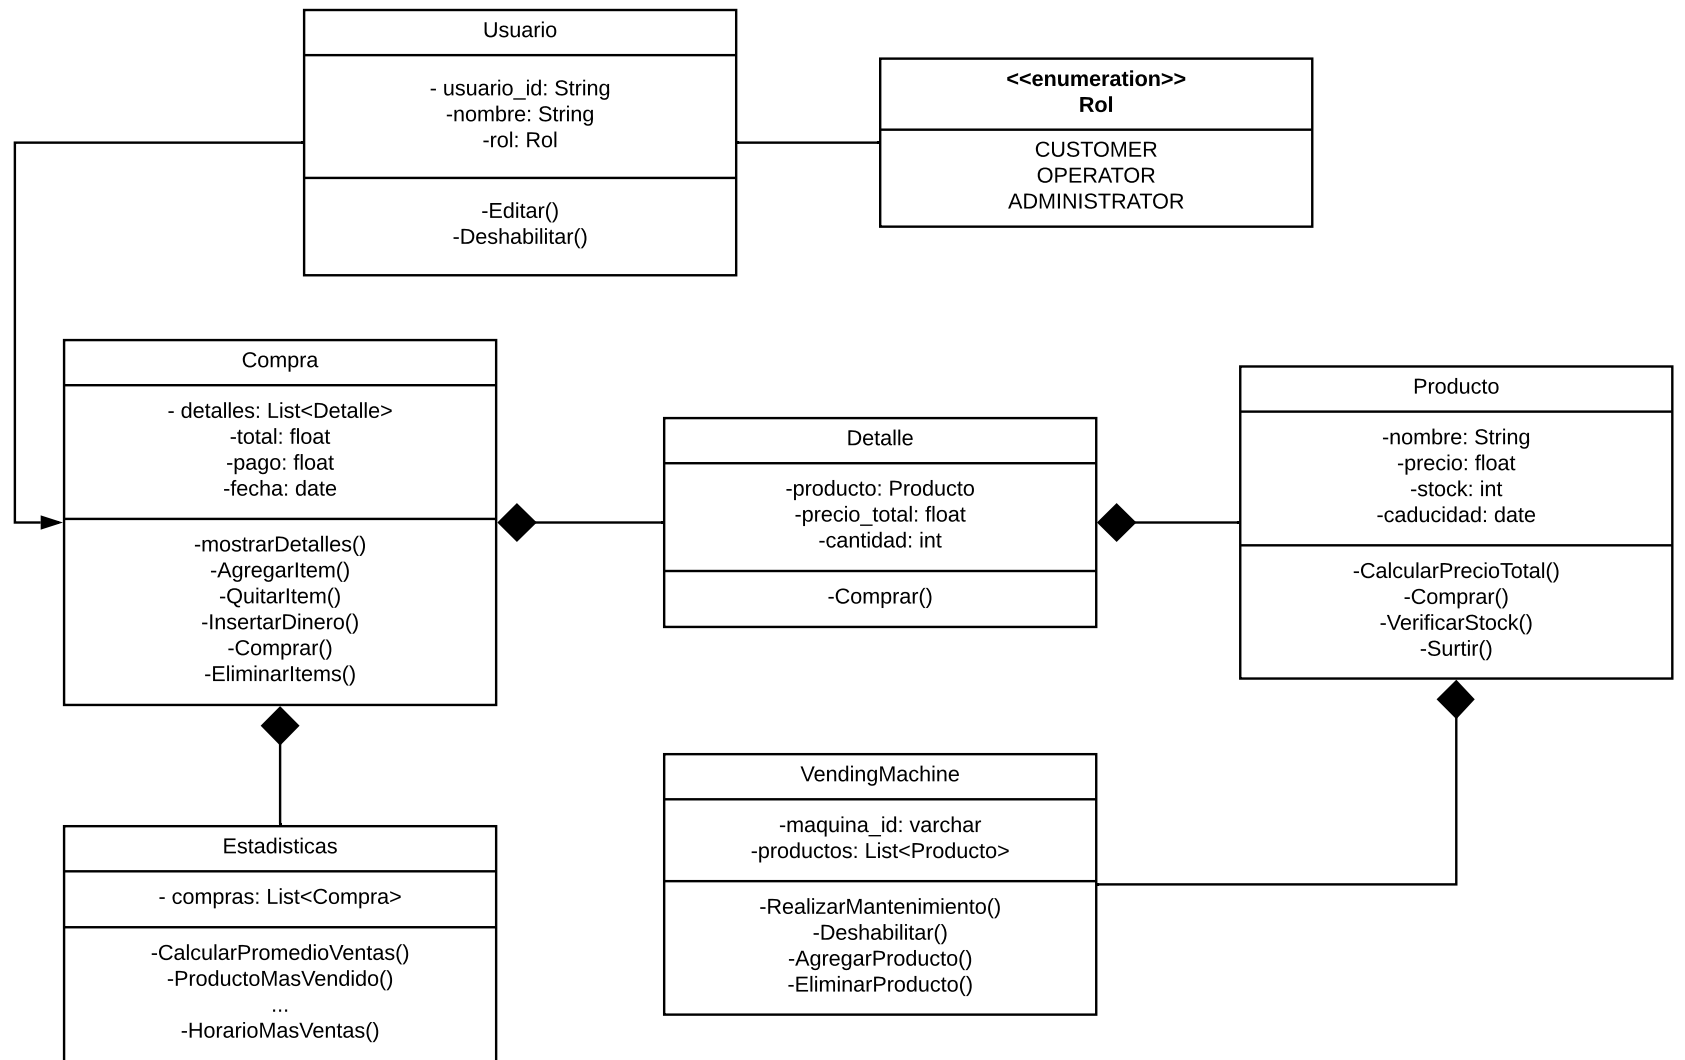 Usuario
- usuario_id: String
-nombre: String
-rol: Rol
-Editar()
-Deshabilitar()
<<enumeration>>
Rol
CUSTOMER
OPERATOR
ADMINISTRATOR
Compra
- detalles: List<Detalle>
-total: float
-pago: float
-fecha: date
-mostrarDetalles()
-AgregarItem()
-QuitarItem()
-InsertarDinero()
-Comprar()
-EliminarItems()
Detalle
-producto: Producto
-precio_total: float
-cantidad: int
-Comprar()
Producto
-nombre: String
-precio: float
-stock: int
-caducidad: date
-CalcularPrecioTotal()
-Comprar()
-VerificarStock()
-Surtir()
Estadisticas
- compras: List<Compra>
-CalcularPromedioVentas()
-ProductoMasVendido()
...
-HorarioMasVentas()
VendingMachine
-maquina_id: varchar
-productos: List<Producto>
-RealizarMantenimiento()
-Deshabilitar()
-AgregarProducto()
-EliminarProducto()